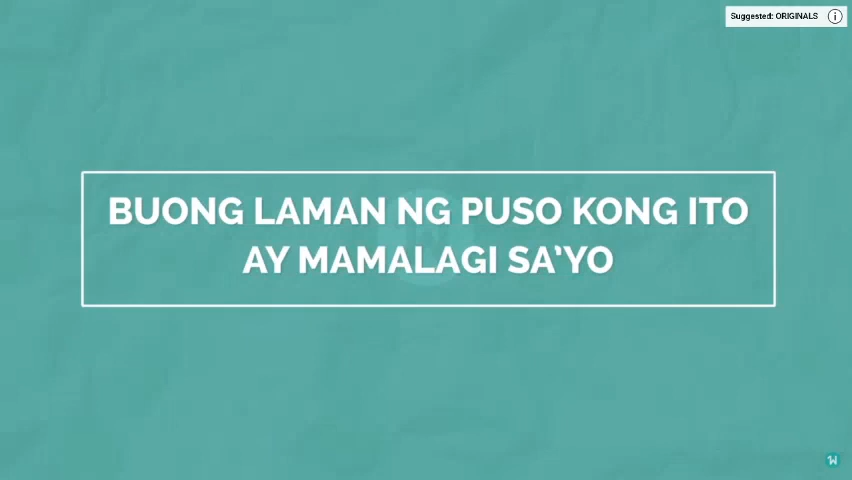 Suggested: ORIGINALS
BUONG LAMAN NG PUSO KONG ITO
AY MAMALAGI SA'YO